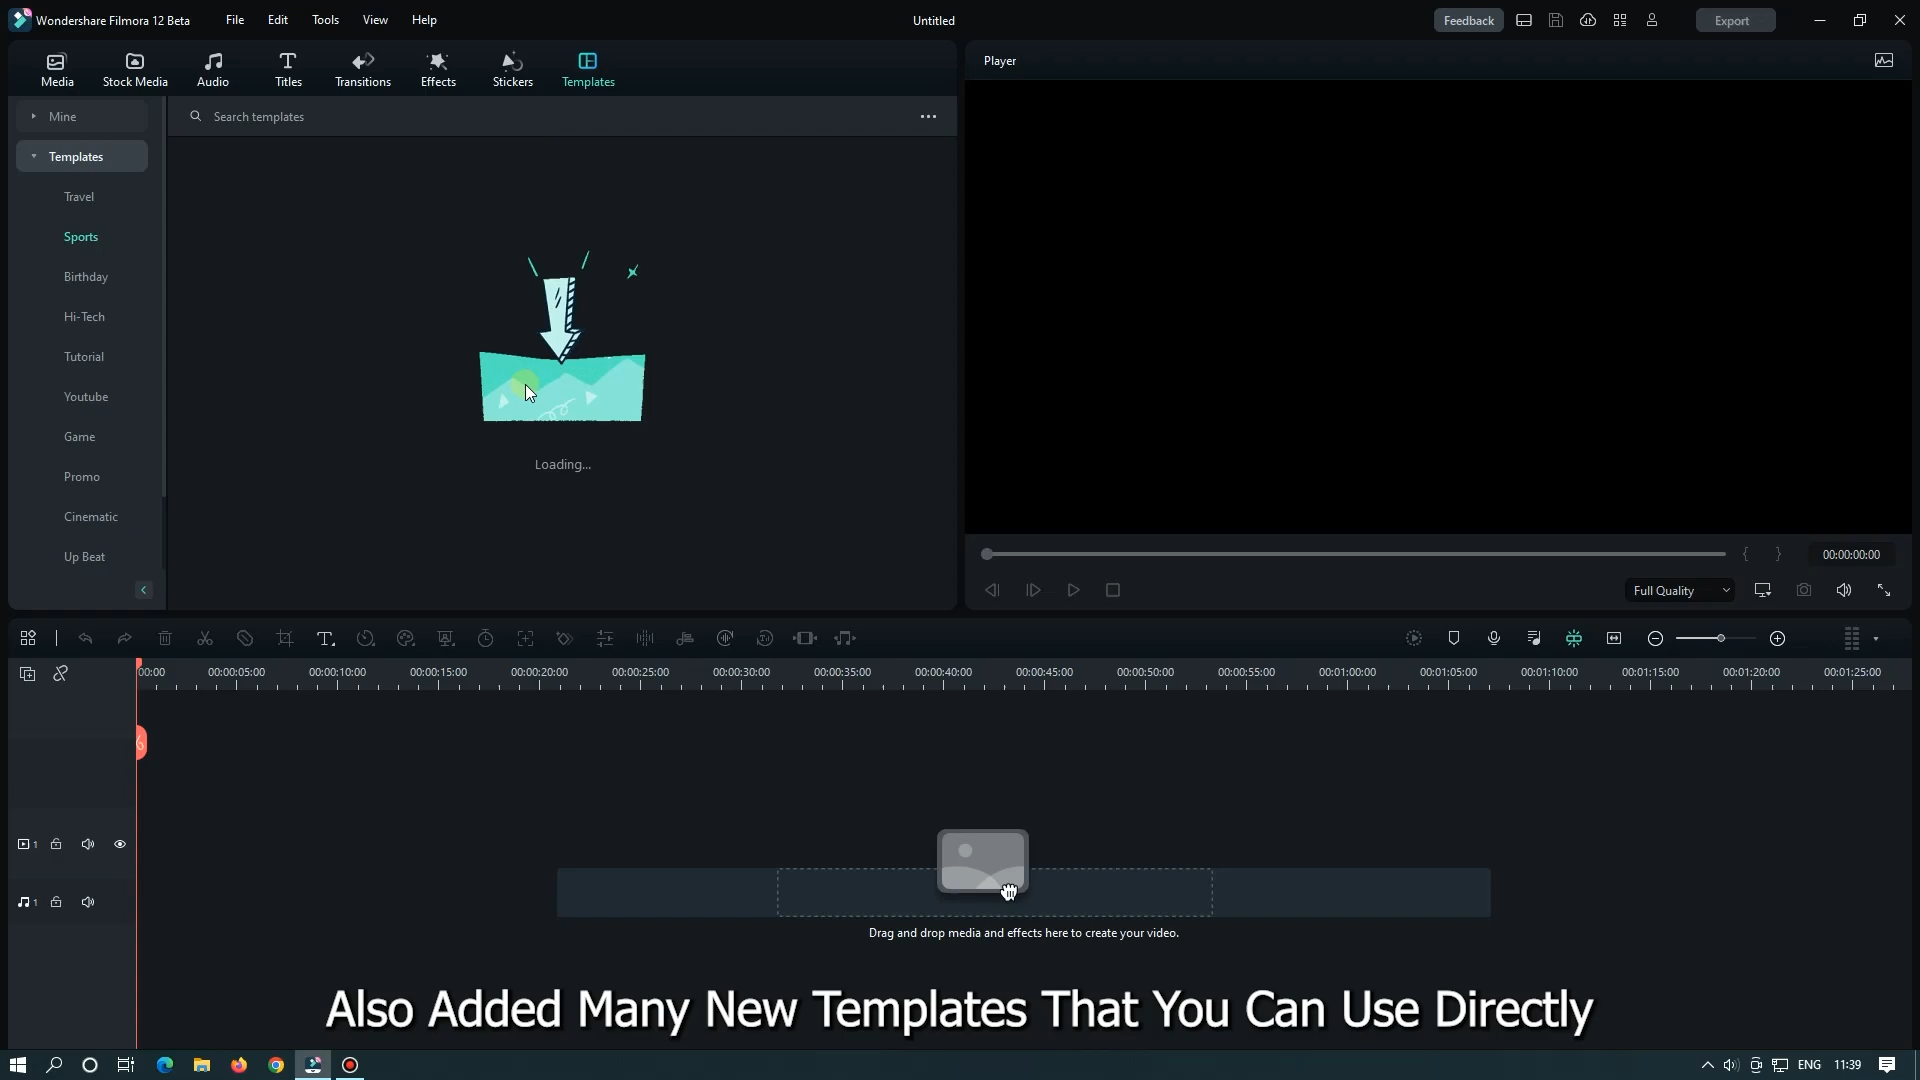 Wondershare Filmora 12 Beta
File
Edit
Tools
View
Help
Untitled
Feedback
Export
Media
Stock Media
Audio
Titles
Transitions
Effects
Stickers
Templates
Player
Mine
Search templates
Templates
Travel
Sports
Birthday
Hi-Tech
Tutorial
Youtube
Game
Promo
Cinematic
Up Beat
Loading...
00:00:00:00
Full Quality
00:00
00:00:05:00
00:00:10:00
00:00:15:00
00:00:20:00
00:00:25:00
00:00:30:00
00:00:35:00
00:00:40:00
00:00:45:00
00:00:50:00
00:00:55:00
00:01:00:00
00:01:05:00
00:01:10:00
00:01:15:00
00:01:20:00
00:01:25:00
1
1
Drag and drop media and effects here to create your video.
Also Added Many New Templates That You Can Use Directly
ENG
11:39